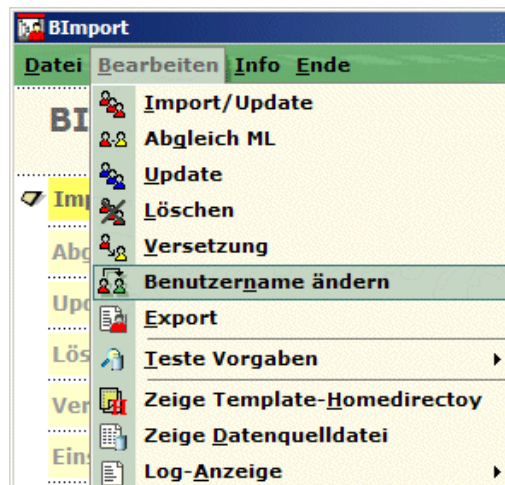 BImport
Datei Bearbeiten Info Ende
BI
Import/Update
Abgleich ML
Update
Löschen
Versetzung
Benutzername ändern
Export
Teste Vorgaben
Zeige Template-Homedirectoy
Zeige Datenquelldatei
Log-Anzeige